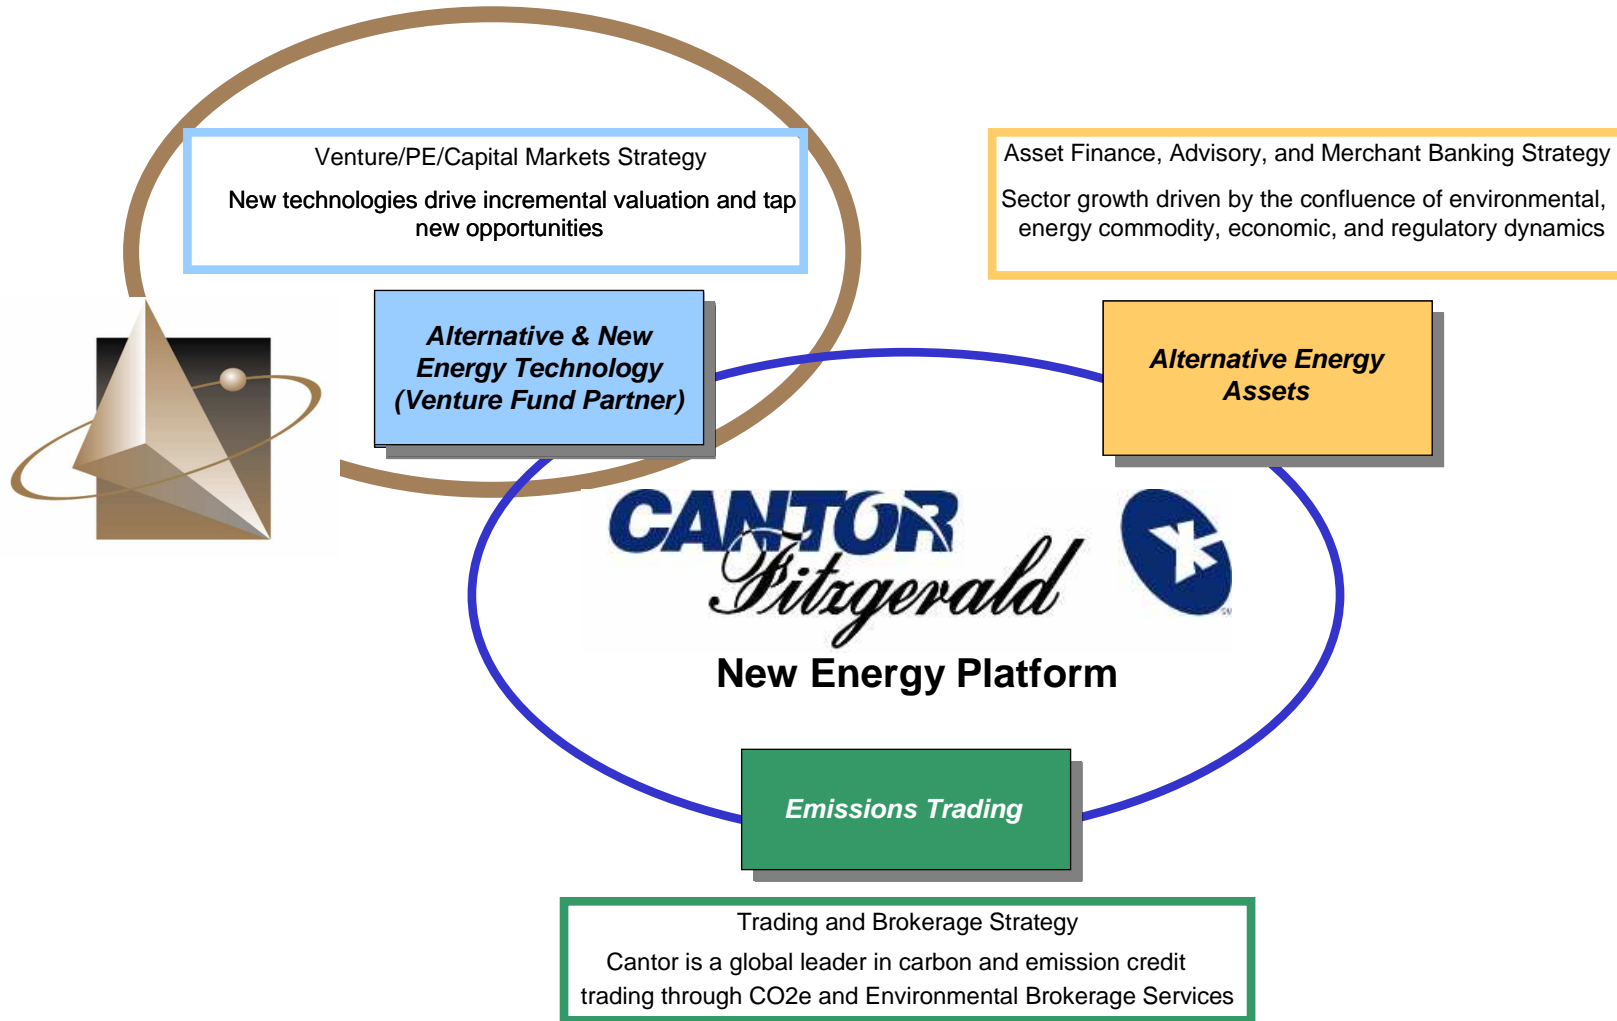 Venture/PE/Capital Markets Strategy
New technologies drive incremental valuation and tap
new opportunities
Asset Finance, Advisory, and Merchant Banking Strategy
Sector growth driven by the confluence of environmental,
energy commodity, economic, and regulatory dynamics
Alternative & New
Energy Technology
(Venture Fund Partner)
Alternative Energy
Assets
CANTOR
Fitzgerald
New Energy Platform
Emissions Trading
Trading and Brokerage Strategy
Cantor is a global leader in carbon and emission credit
trading through CO2e and Environmental Brokerage Services